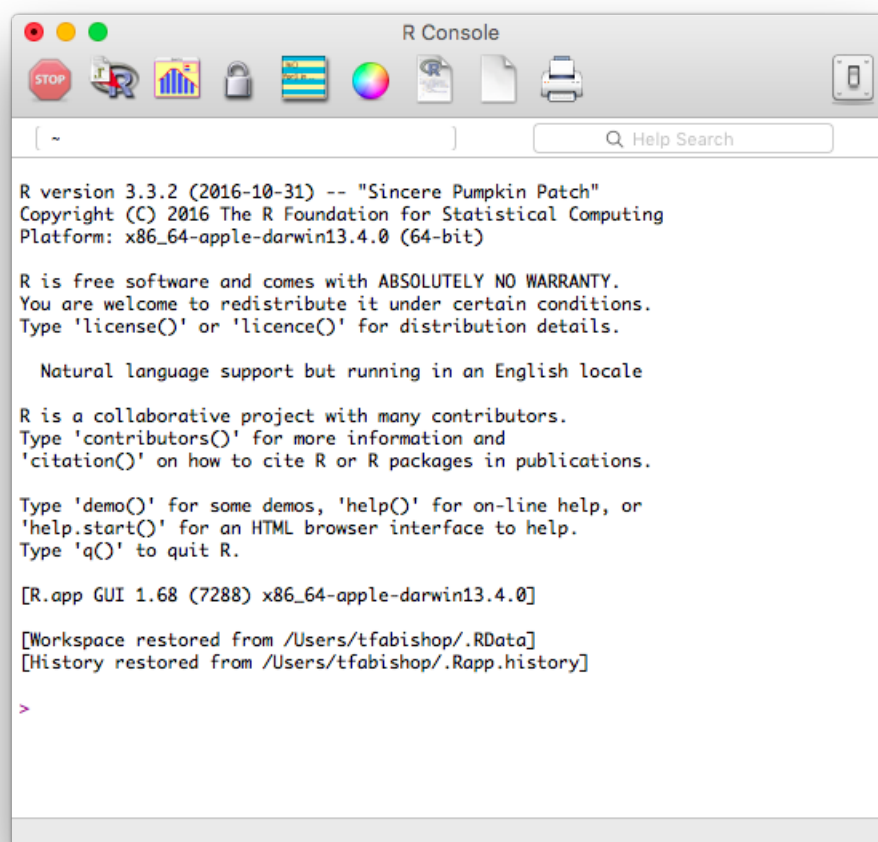 R Console
STOP
R
R
~
Help Search
R version 3.3.2 (2016-10-31) -- "Sincere Pumpkin Patch"
Copyright (C) 2016 The R Foundation for Statistical Computing
Platform: x86_64-apple-darwin13.4.0 (64-bit)
R is free software and comes with ABSOLUTELY NO WARRANTY.
You are welcome to redistribute it under certain conditions.
Type 'license()' or 'licence()' for distribution details.
Natural language support but running in an English locale
R is a collaborative project with many contributors.
Type 'contributors()' for more information and
'citation()' on how to cite R or R packages in publications.
Type 'demo()' for some demos, 'help()' for on-line help, or
'help.start()' for an HTML browser interface to help.
Type 'q()' to quit R.
[R.app GUI 1.68 (7288) x86_64-apple-darwin13.4.0]
[Workspace restored from /Users/tfabishop/.RData]
[History restored from /Users/tfabishop/.Rapp.history]
>